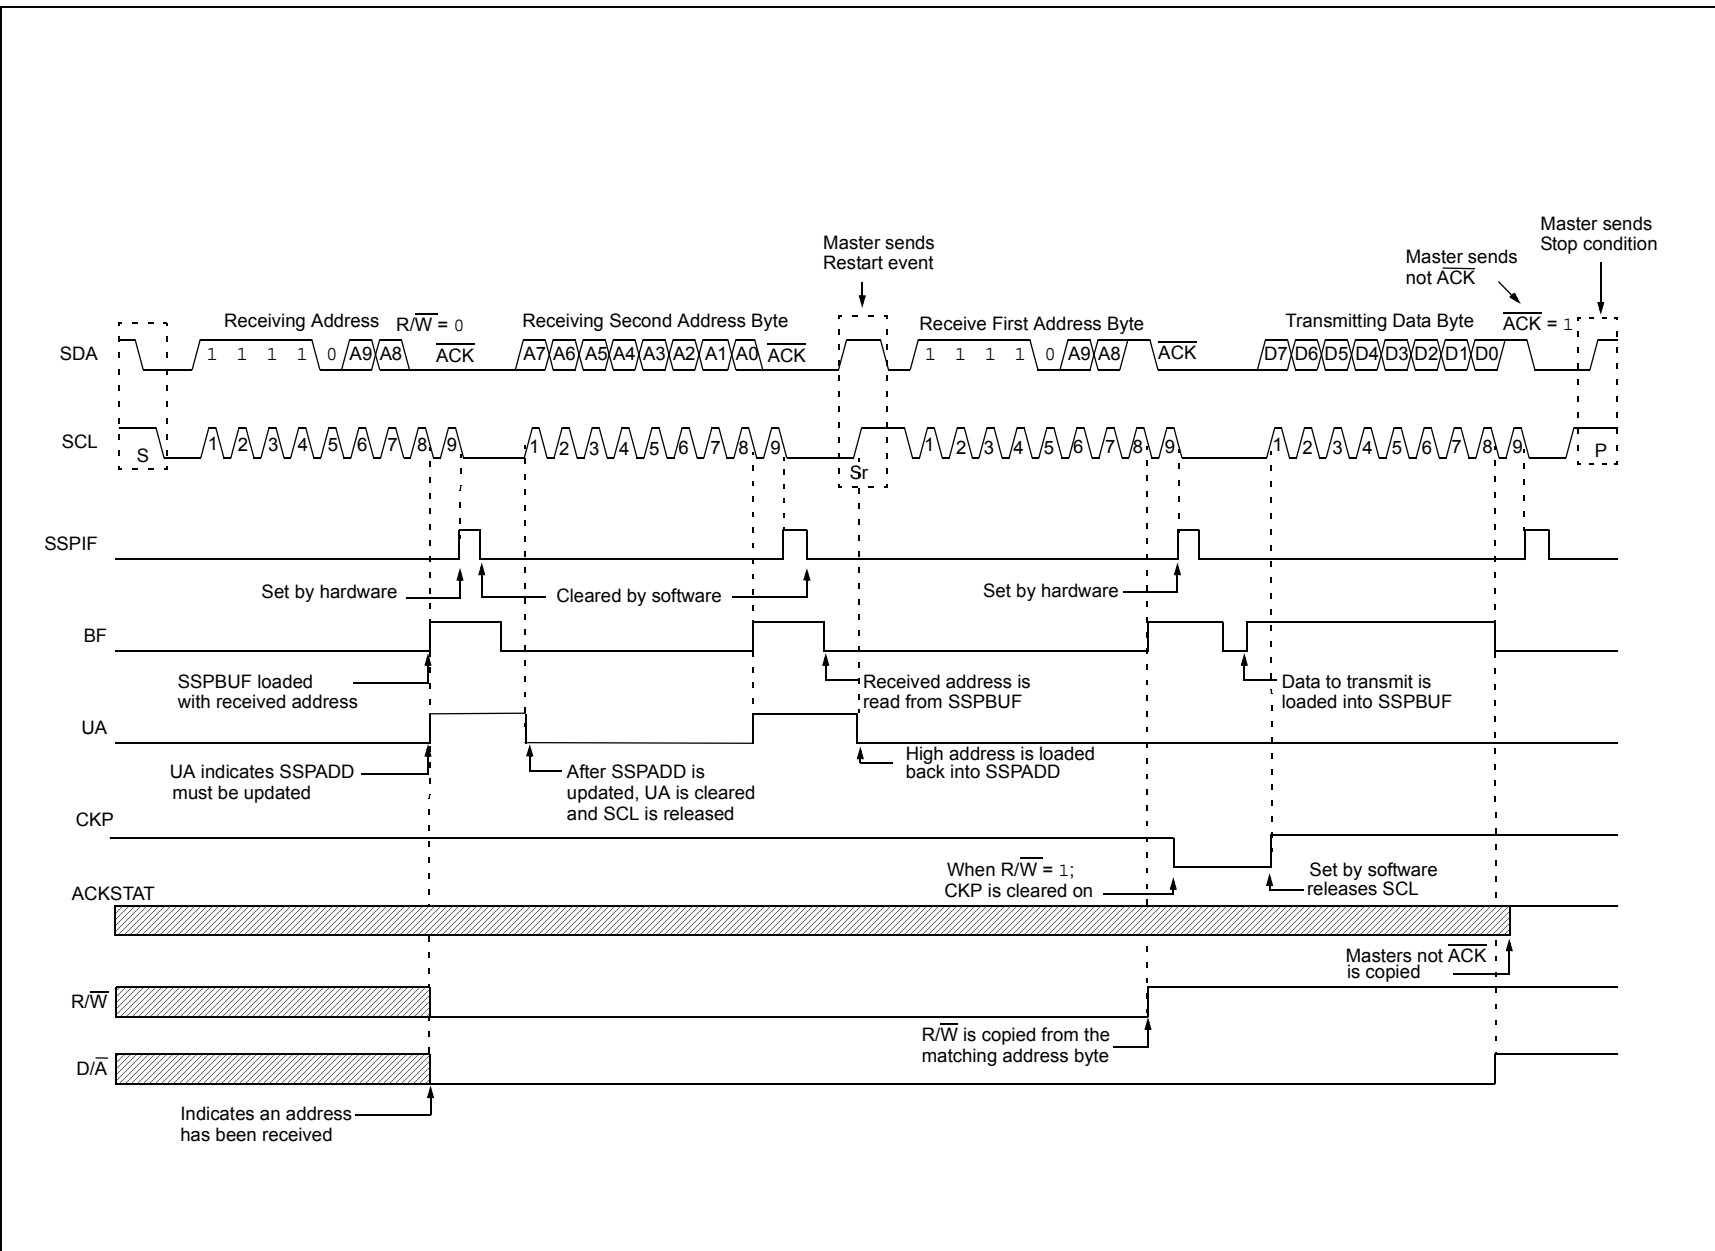 Master sends
Restart event
Master sends
not ACK
Master sends
Stop condition
Receiving Address R/W = 0
Receiving Second Address Byte
Receive First Address Byte
Transmitting Data Byte
ACK = 1
SDA 1 1 1 1 0 A9 A8 ACK A7 A6 A5 A4 A3 A2 A1 A0 ACK 1 1 1 1 0 A9 A8 ACK D7 D6 D5 D4 D3 D2 D1 D0
SCL S 1 2 3 4 5 6 7 8 9 1 2 3 4 5 6 7 8 9 Sr 1 2 3 4 5 6 7 8 9 1 2 3 4 5 6 7 8 9 P
SSPIF
Set by hardware
Cleared by software
Set by hardware
BF
SSPBUF loaded
with received address
Received address is
read from SSPBUF
Data to transmit is
loaded into SSPBUF
UA
UA indicates SSPADD
must be updated
After SSPADD is
updated, UA is cleared
and SCL is released
High address is loaded
back into SSPADD
CKP
When R/W = 1;
CKP is cleared on
Set by software
releases SCL
ACKSTAT
Masters not ACK
is copied
R/W
R/W is copied from the
matching address byte
D/A
Indicates an address
has been received